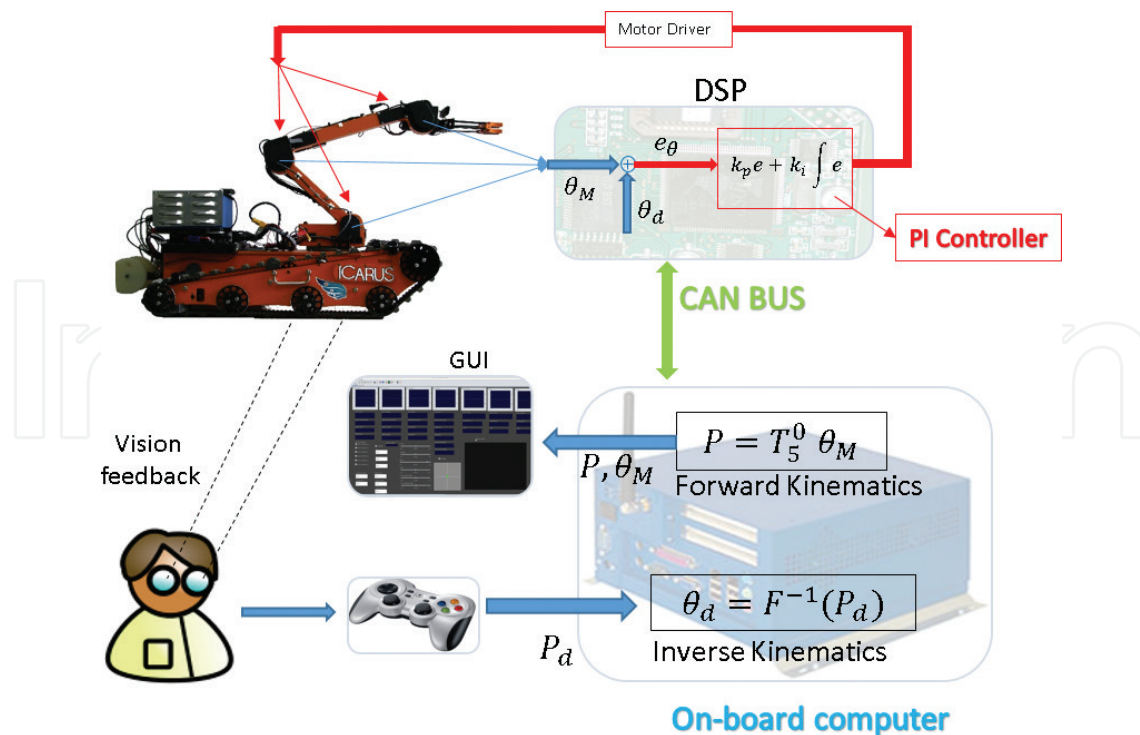 Motor Driver
DSP
e_θ
k_p e + k_i ∫ e
θ_M
θ_d
PI Controller
ICARUS
CAN BUS
GUI
P = T_5^0 θ_M
P, θ_M
Forward Kinematics
Vision
feedback
θ_d = F^{-1}(P_d)
P_d
Inverse Kinematics
On-board computer